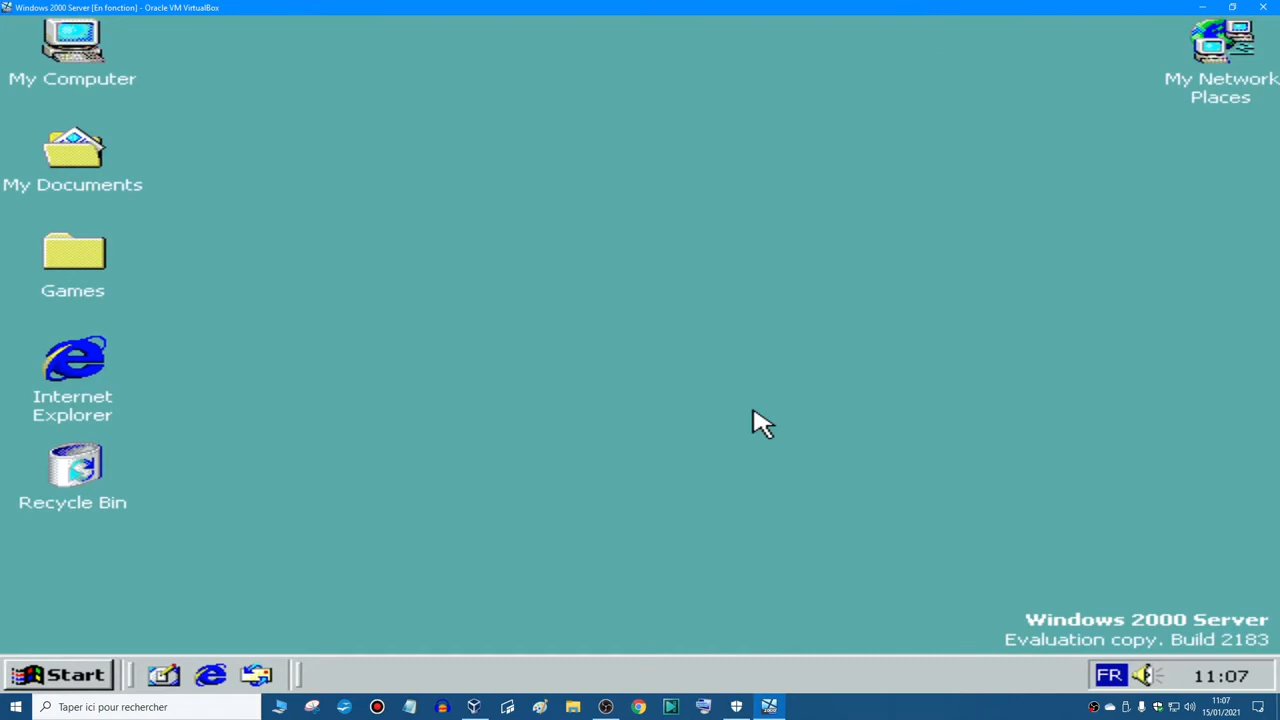 Windows 2000 Server [En fonction] - Oracle VM VirtualBox
My Computer
My Network
Places
My Documents
Games
Internet
Explorer
Recycle Bin
Windows 2000 Server
Evaluation copy. Build 2183
Start
FR
11:07
Taper ici pour rechercher
11:07
15/01/2021